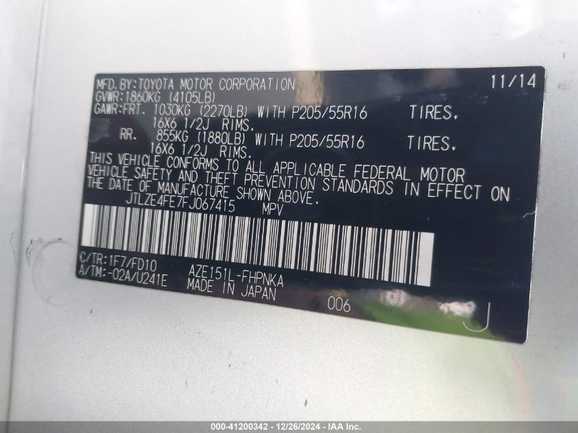 MFD.BY:TOYOTA MOTOR CORPORATION 11/14
GVWR:1860KG (4105LB)
GAWR:FRT. 1030KG (2270LB) WITH P205/55R16 TIRES.
16X6 1/2J RIMS.
RR. 855KG (1880LB) WITH P205/55R16 TIRES.
16X6 1/2J RIMS.
THIS VEHICLE CONFORMS TO ALL APPLICABLE FEDERAL MOTOR
VEHICLE SAFETY AND THEFT PREVENTION STANDARDS IN EFFECT ON
THE DATE OF MANUFACTURE SHOWN ABOVE.
JTLZE4FE7FJ067415 MPV
C/TR:1F7/FD10 AZE151L-FHPNKA
A/TM:-02A/U241E MADE IN JAPAN 006 J
000-41200342 - 12/26/2024 - IAA Inc.